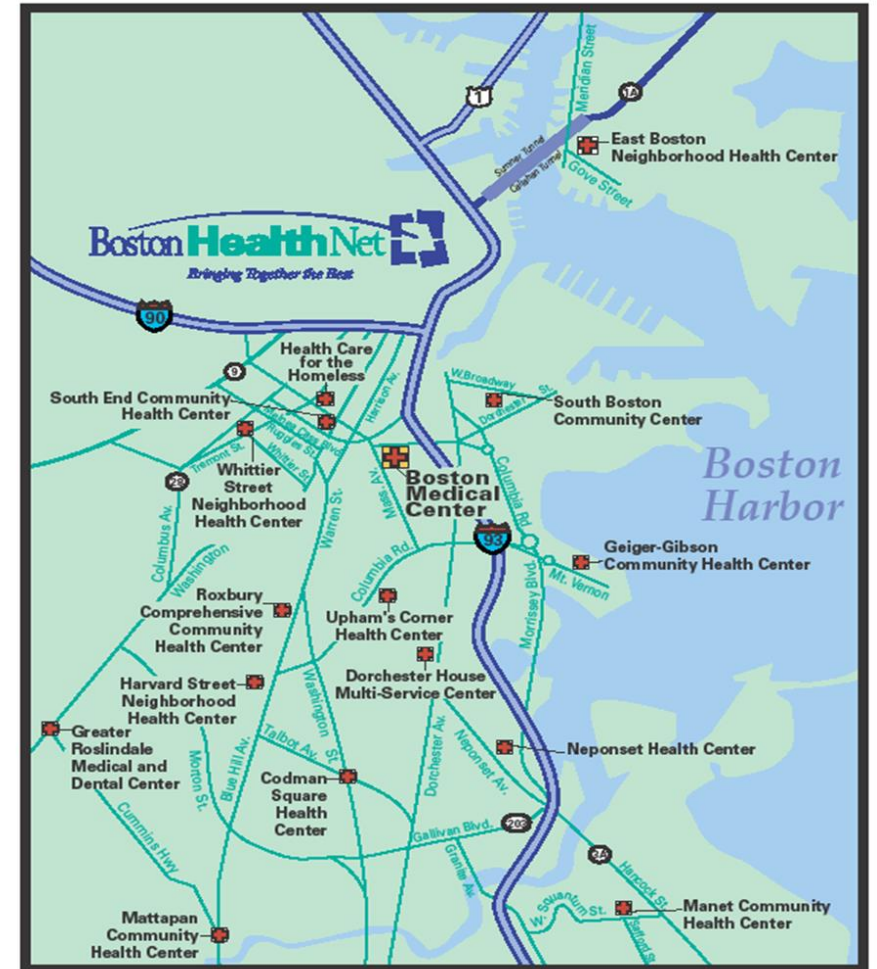 Meridian Street
1
1A
Sumner Tunnel
Callahan Tunnel
East Boston
Neighborhood Health Center
Gove Street
Boston HealthNet
Bringing Together the Best
90
9
Health Care
for the
Homeless
South End Community
Health Center
Harrison Av.
W.Broadway
Dorchester St.
South Boston
Community Center
Melnea Cass Blvd.
Ruggles St.
Whittier St.
Tremont St.
Whittier
Street
Neighborhood
Health Center
28
Mass. Av.
Boston
Medical
Center
Columbia Rd.
Boston
Harbor
Columbus Av.
Washington
Warren St.
93
Columbia Rd.
Geiger-Gibson
Community Health Center
Mt. Vernon
Morrissey Blvd.
Roxbury
Comprehensive
Community
Health Center
Upham's Corner
Health Center
Dorchester House
Multi-Service Center
Harvard Street
Neighborhood
Health Center
Washington St.
Greater
Roslindale
Medical and
Dental Center
Morton St.
Blue Hill Av.
Talbot Av.
Dorchester Av.
Neponset Av.
Neponset Health Center
Codman
Square
Health
Center
Gallivan Blvd.
203
Granite Av.
3A
Hancock St.
Cummins Hwy
W. Squantum St.
Manet Community
Health Center
Mattapan
Community
Health Center